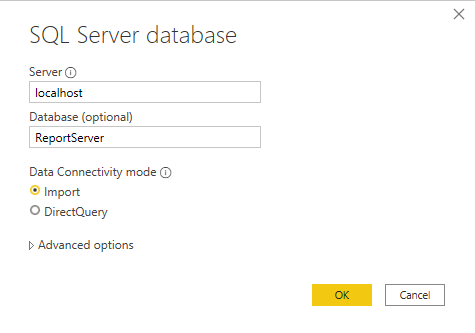 SQL Server database
Server
localhost
Database (optional)
ReportServer
Data Connectivity mode
Import
DirectQuery
Advanced options
OK Cancel